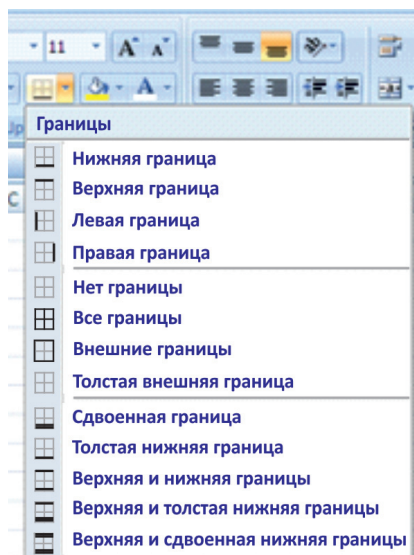 11 A A
A
Границы
C
Нижняя граница
Верхняя граница
Левая граница
Правая граница
Нет границы
Все границы
Внешние границы
Толстая внешняя граница
Сдвоенная граница
Толстая нижняя граница
Верхняя и нижняя границы
Верхняя и толстая нижняя границы
Верхняя и сдвоенная нижняя границы